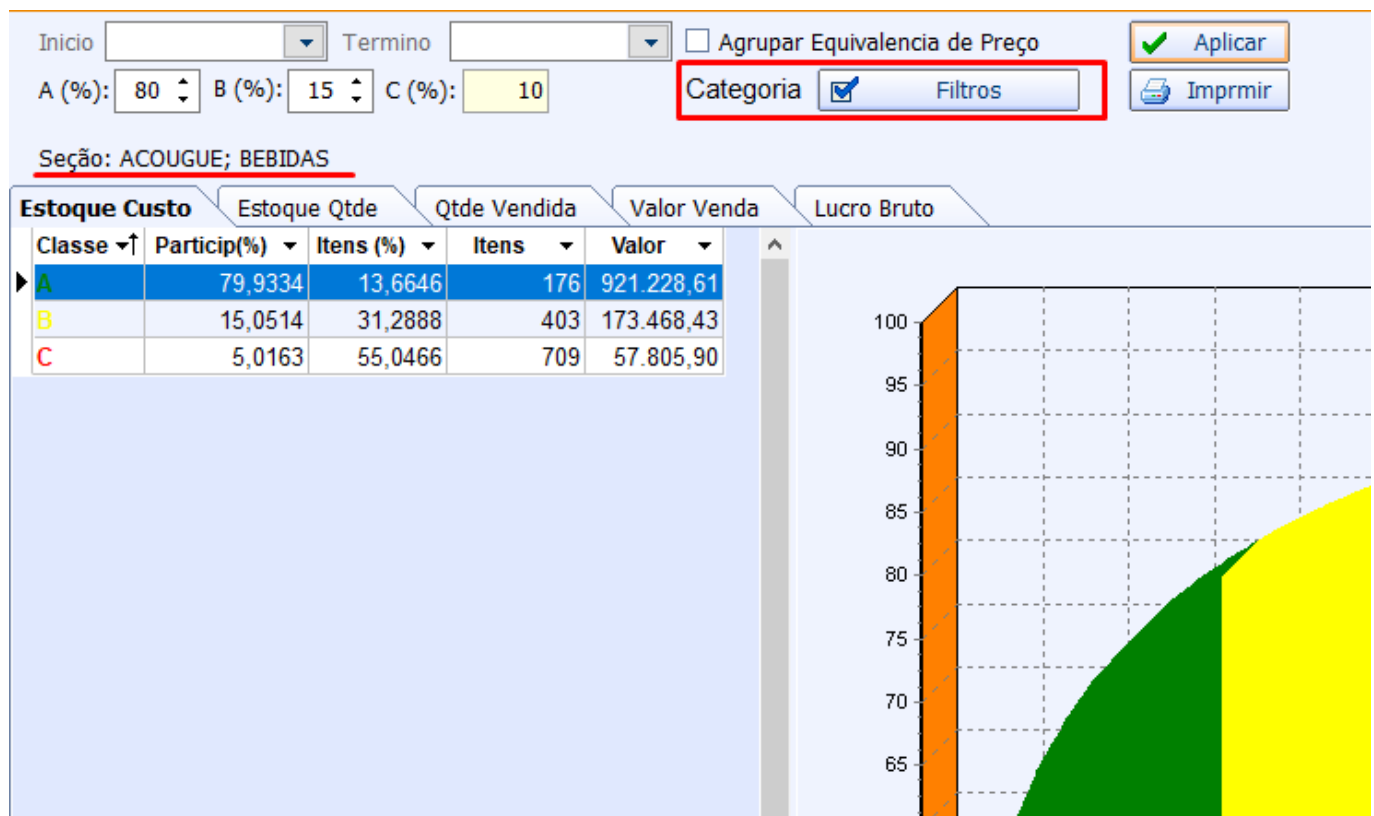 Inicio Termino Agrupar Equivalencia de Preço Aplicar
A (%): 80 B (%): 15 C (%): 10 Categoria Filtros Imprmir
Seção: ACOUGUE; BEBIDAS
Estoque Custo Estoque Qtde Qtde Vendida Valor Venda Lucro Bruto
Classe Particip(%) Itens (%) Itens Valor
A 79,9334 13,6646 176 921.228,61
B 15,0514 31,2888 403 173.468,43
C 5,0163 55,0466 709 57.805,90
100
95
90
85
80
75
70
65